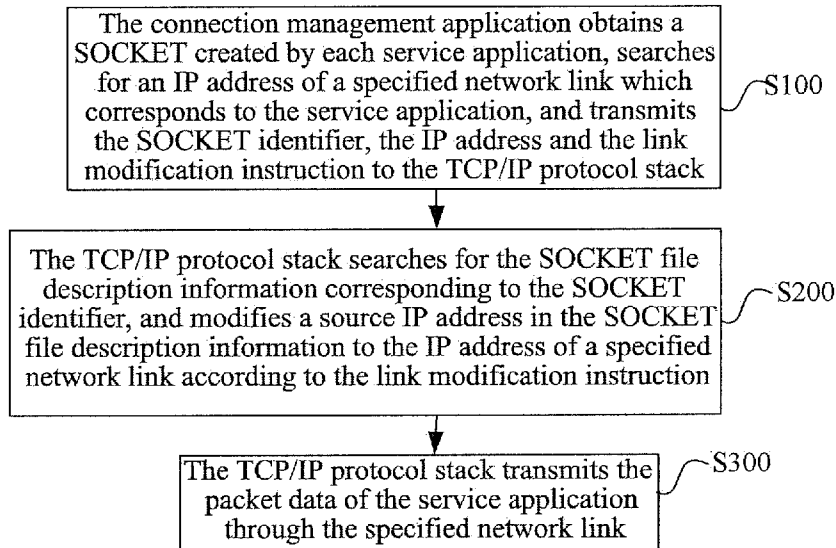 The connection management application obtains a
SOCKET created by each service application, searches
for an IP address of a specified network link which
corresponds to the service application, and transmits
the SOCKET identifier, the IP address and the link
modification instruction to the TCP/IP protocol stack
S100
The TCP/IP protocol stack searches for the SOCKET file
description information corresponding to the SOCKET
identifier, and modifies a source IP address in the SOCKET
file description information to the IP address of a specified
network link according to the link modification instruction
S200
The TCP/IP protocol stack transmits the
packet data of the service application
through the specified network link
S300